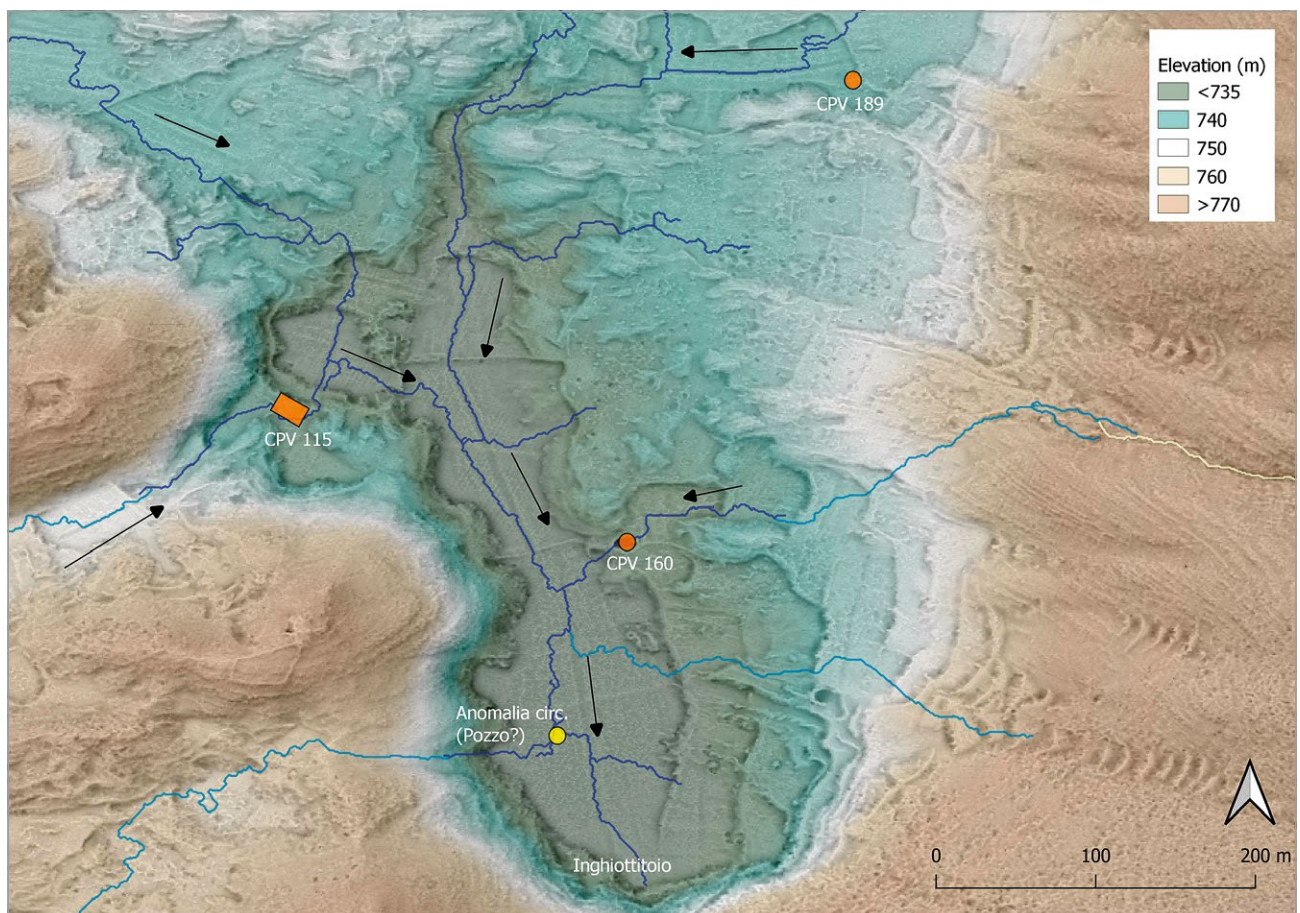 Elevation (m)
<735
740
750
760
>770
CPV 189
CPV 115
CPV 160
Anomalia circ.
(Pozzo?)
Inghiottitoio
0 100 200 m